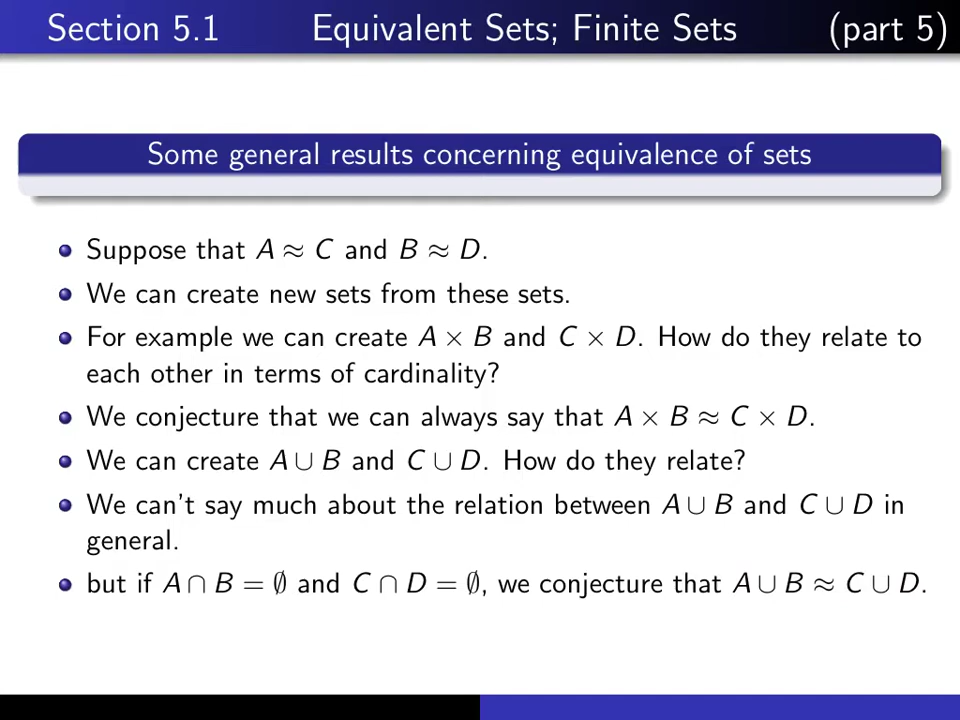 Section 5.1 Equivalent Sets; Finite Sets (part 5)
Some general results concerning equivalence of sets
Suppose that A ≈ C and B ≈ D.
We can create new sets from these sets.
For example we can create A × B and C × D. How do they relate to
each other in terms of cardinality?
We conjecture that we can always say that A × B ≈ C × D.
We can create A ∪ B and C ∪ D. How do they relate?
We can't say much about the relation between A ∪ B and C ∪ D in
general.
but if A ∩ B = ∅ and C ∩ D = ∅, we conjecture that A ∪ B ≈ C ∪ D.